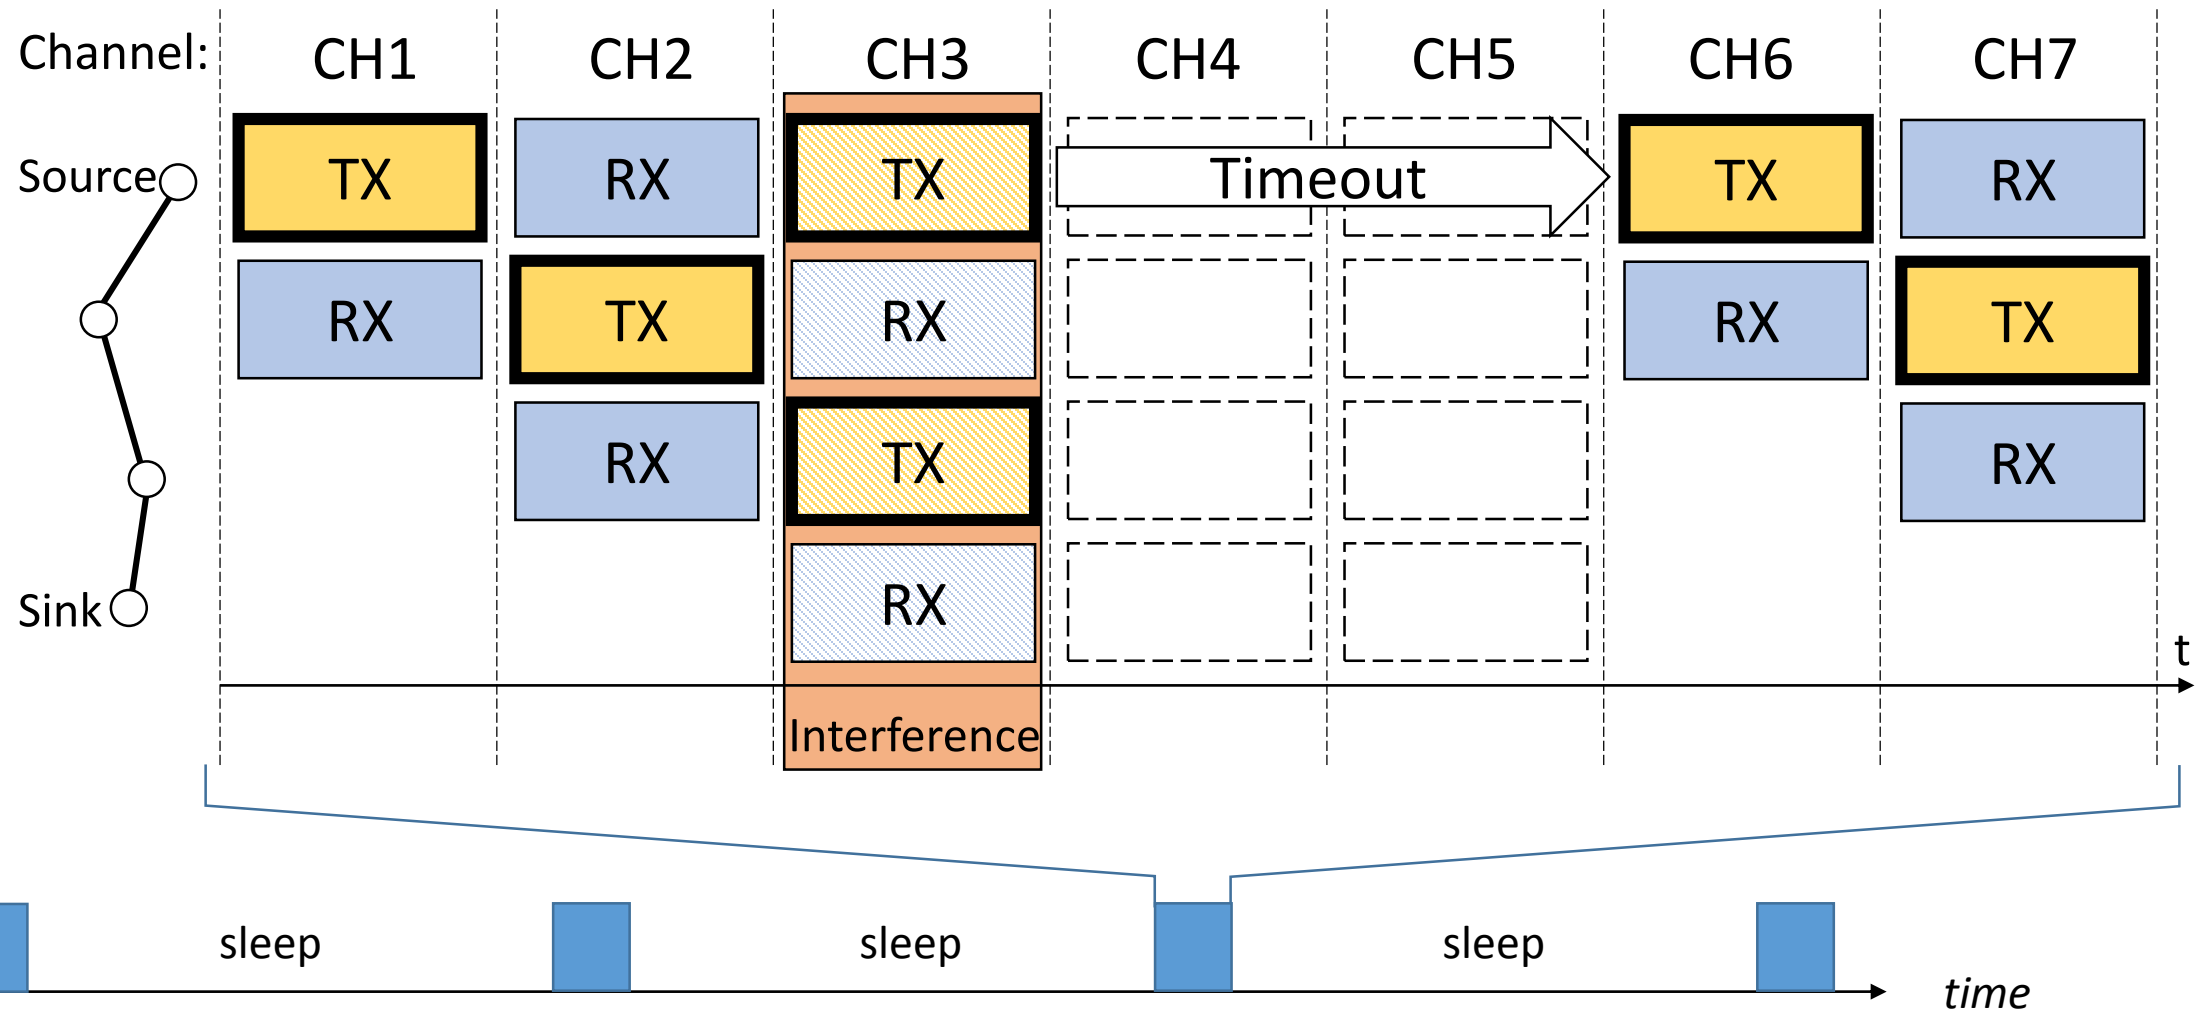 Channel: CH1 CH2 CH3 CH4 CH5 CH6 CH7
Source TX RX TX Timeout TX RX
RX TX RX RX TX
RX TX RX
Sink RX
t
Interference
sleep sleep sleep
time